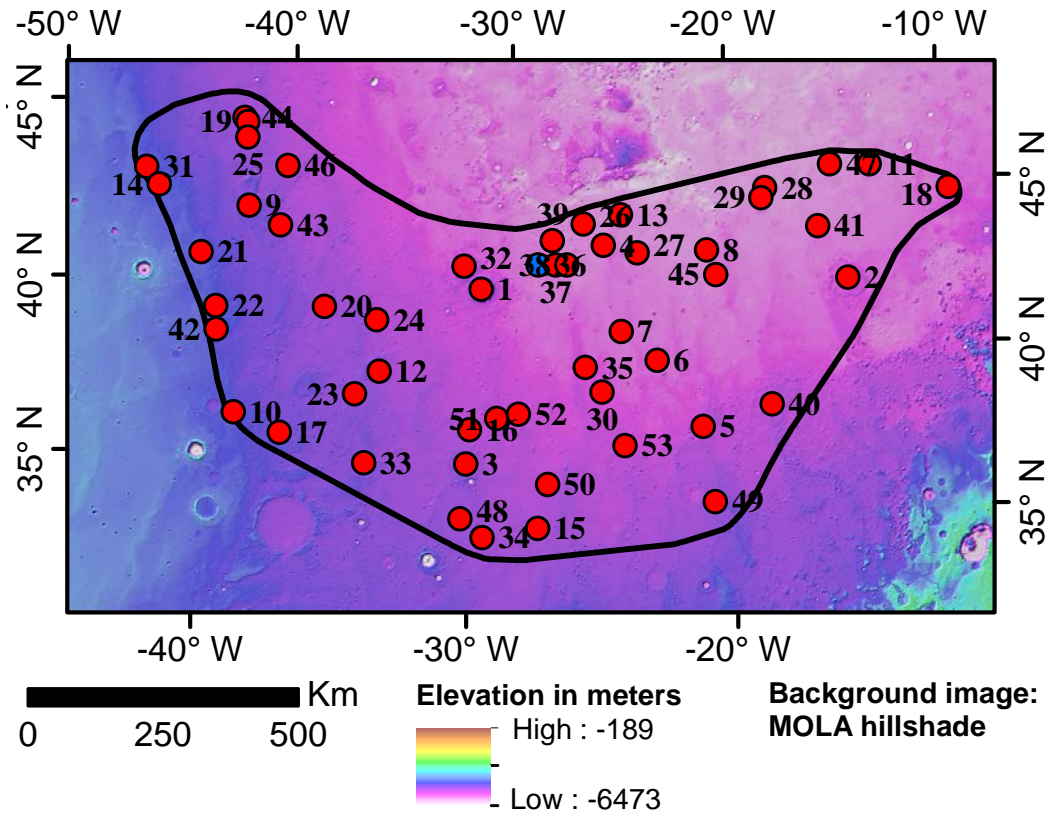 -50° W -40° W -30° W -20° W -10° W
45° N
40° N
35° N
45° N
40° N
35° N
19 44
25 46
14 31
9
43
21
22
42
20
24
12
23
10
17
33
32
1
39 26 13
4 27
38 36
37
29 28
47 11
18
41
8
45
2
7
35 6
30
40
5
53
51 16 52
3
50
48
34 15
49
-40° W -30° W -20° W
Km
0 250 500
Elevation in meters
High : -189
Low : -6473
Background image:
MOLA hillshade